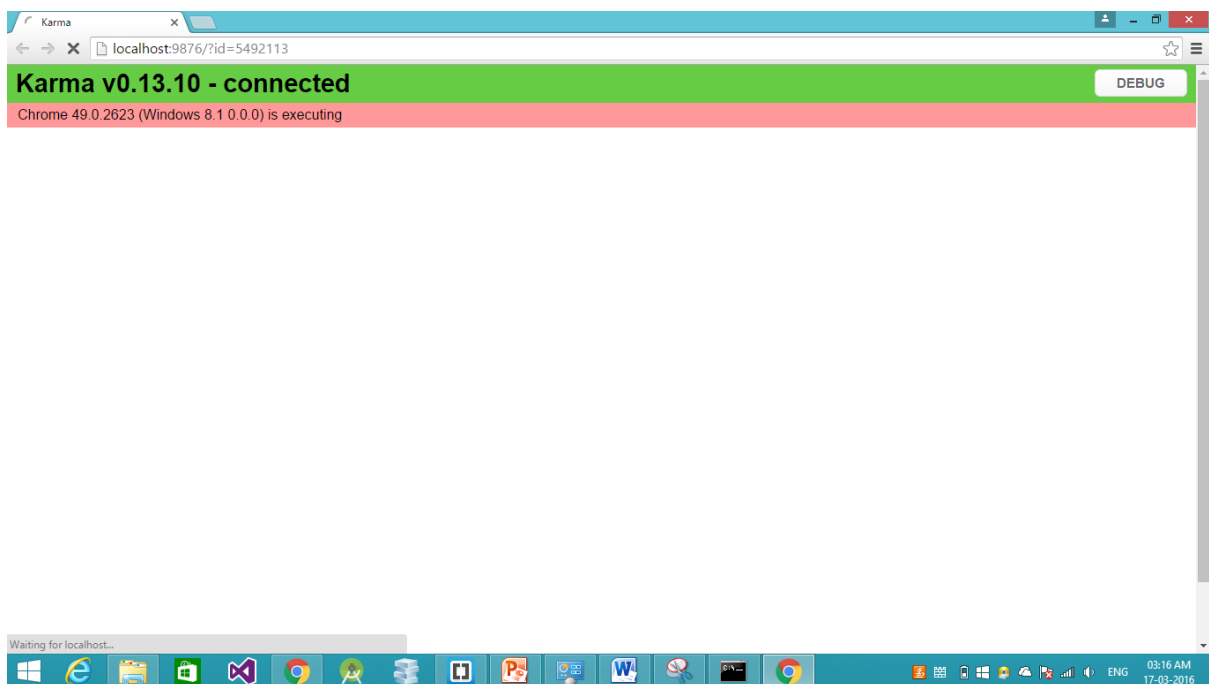 Karma
localhost:9876/?id=5492113
Karma v0.13.10 - connected
DEBUG
Chrome 49.0.2623 (Windows 8.1 0.0.0) is executing
Waiting for localhost...
ENG
03:16 AM
17-03-2016